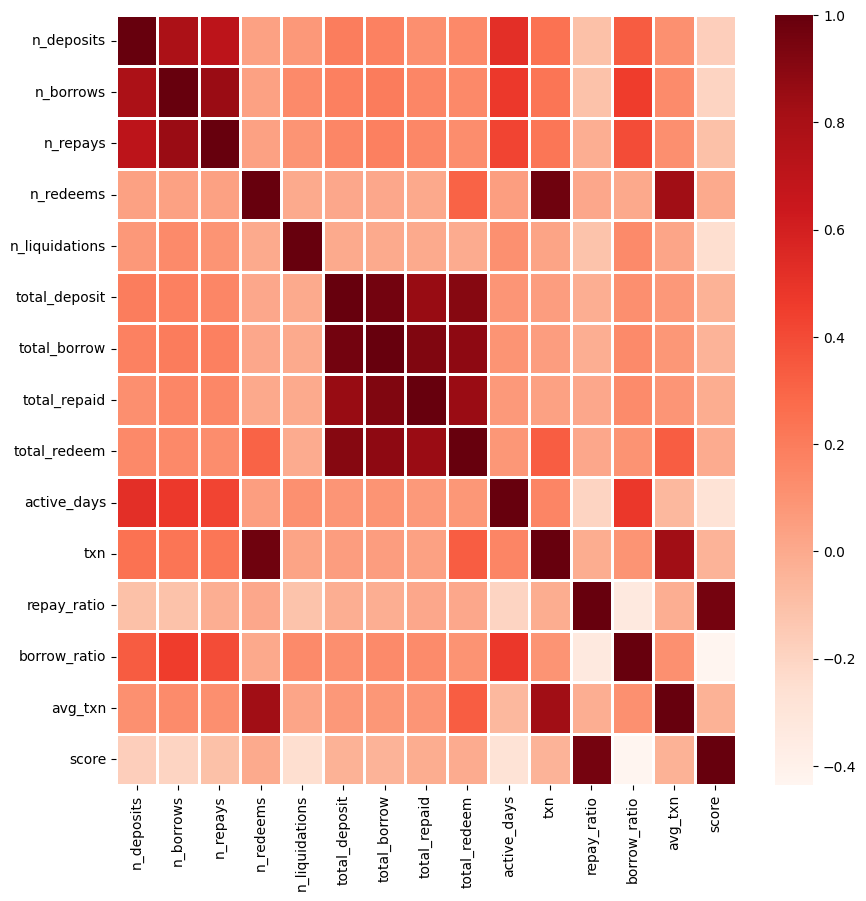 n_deposits
n_borrows
n_repays
n_redeems
n_liquidations
total_deposit
total_borrow
total_repaid
total_redeem
active_days
txn
repay_ratio
borrow_ratio
avg_txn
score
n_deposits
n_borrows
n_repays
n_redeems
n_liquidations
total_deposit
total_borrow
total_repaid
total_redeem
active_days
txn
repay_ratio
borrow_ratio
avg_txn
score
1.0
0.8
0.6
0.4
0.2
0.0
−0.2
−0.4